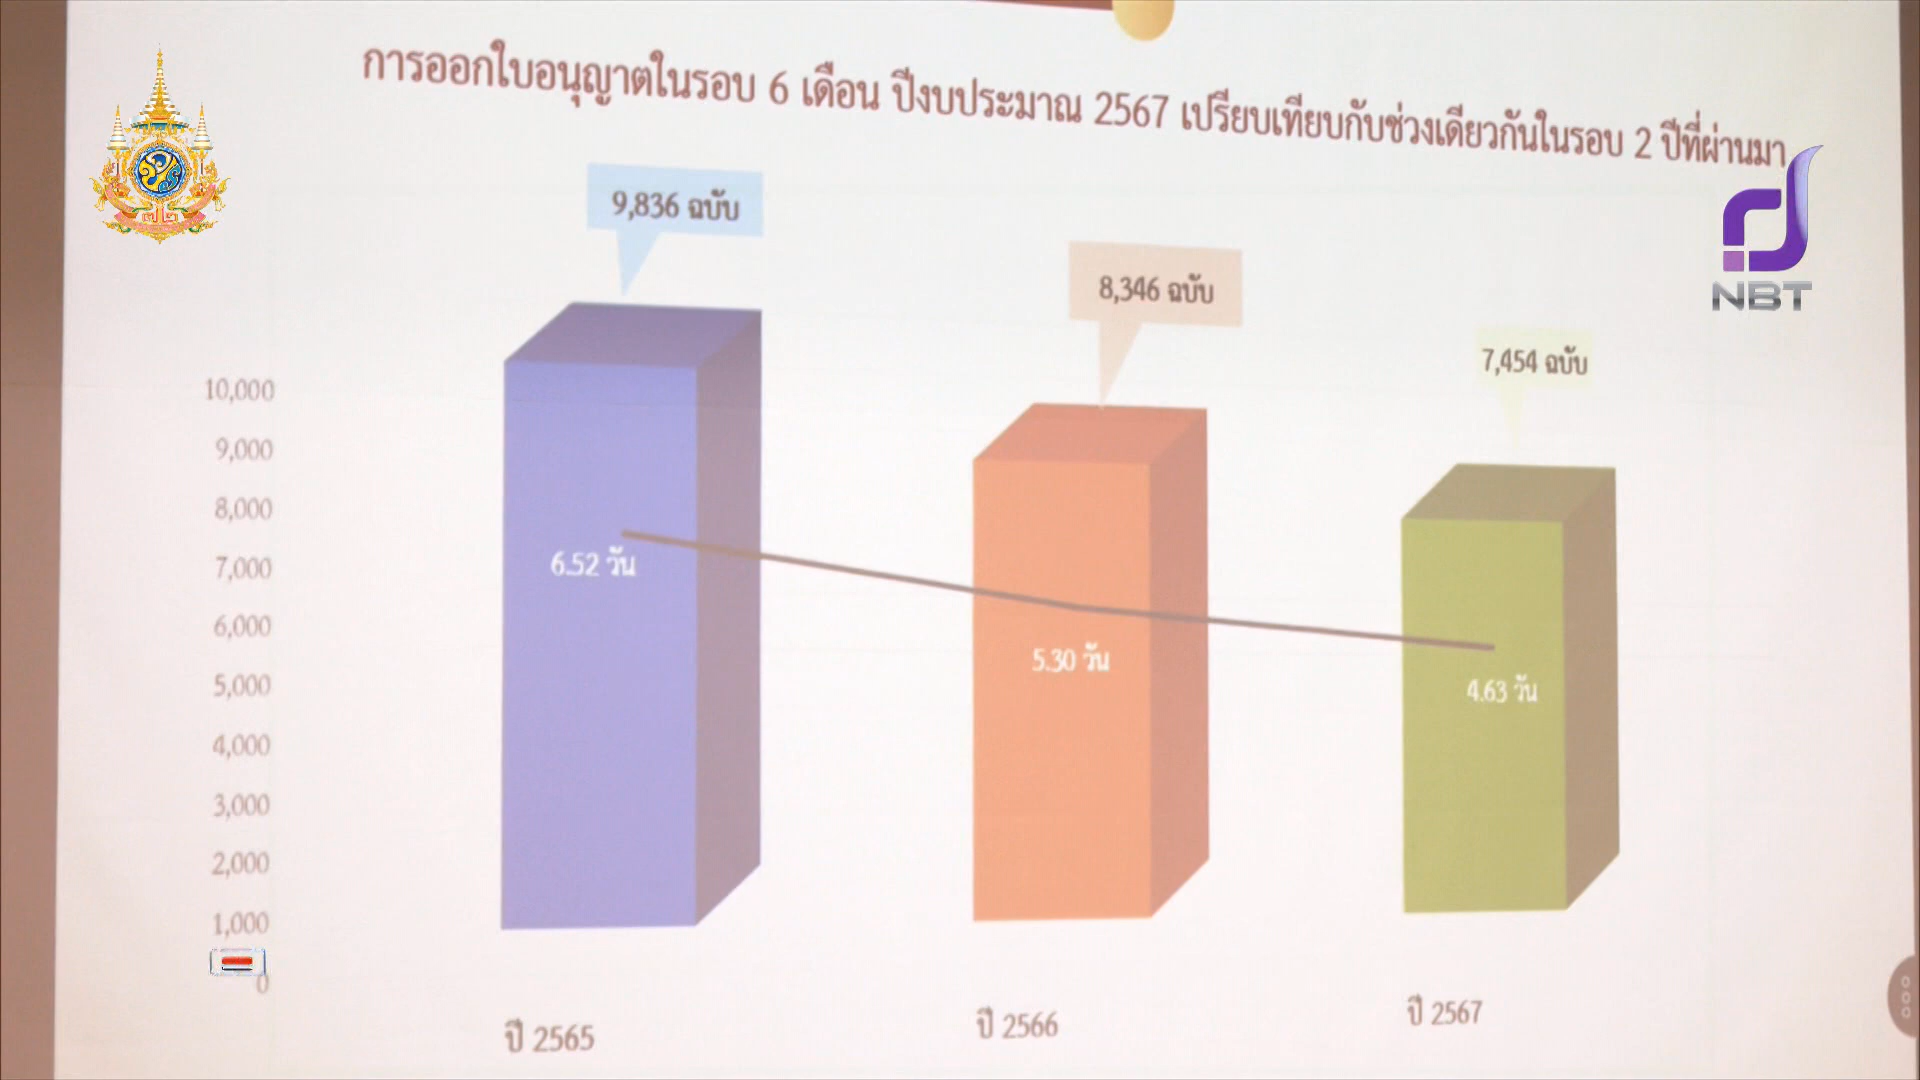 การออกใบอนุญาตในรอบ 6 เดือน ปีงบประมาณ 2567 เปรียบเทียบกับช่วงเดียวกันในรอบ 2 ปีที่ผ่านมา
NBT
9,836 ฉบับ
8,346 ฉบับ
7,454 ฉบับ
10,000
9,000
8,000
7,000
6,000
5,000
4,000
3,000
2,000
1,000
0
6.52 วัน
5.30 วัน
4.63 วัน
ปี 2565
ปี 2566
ปี 2567